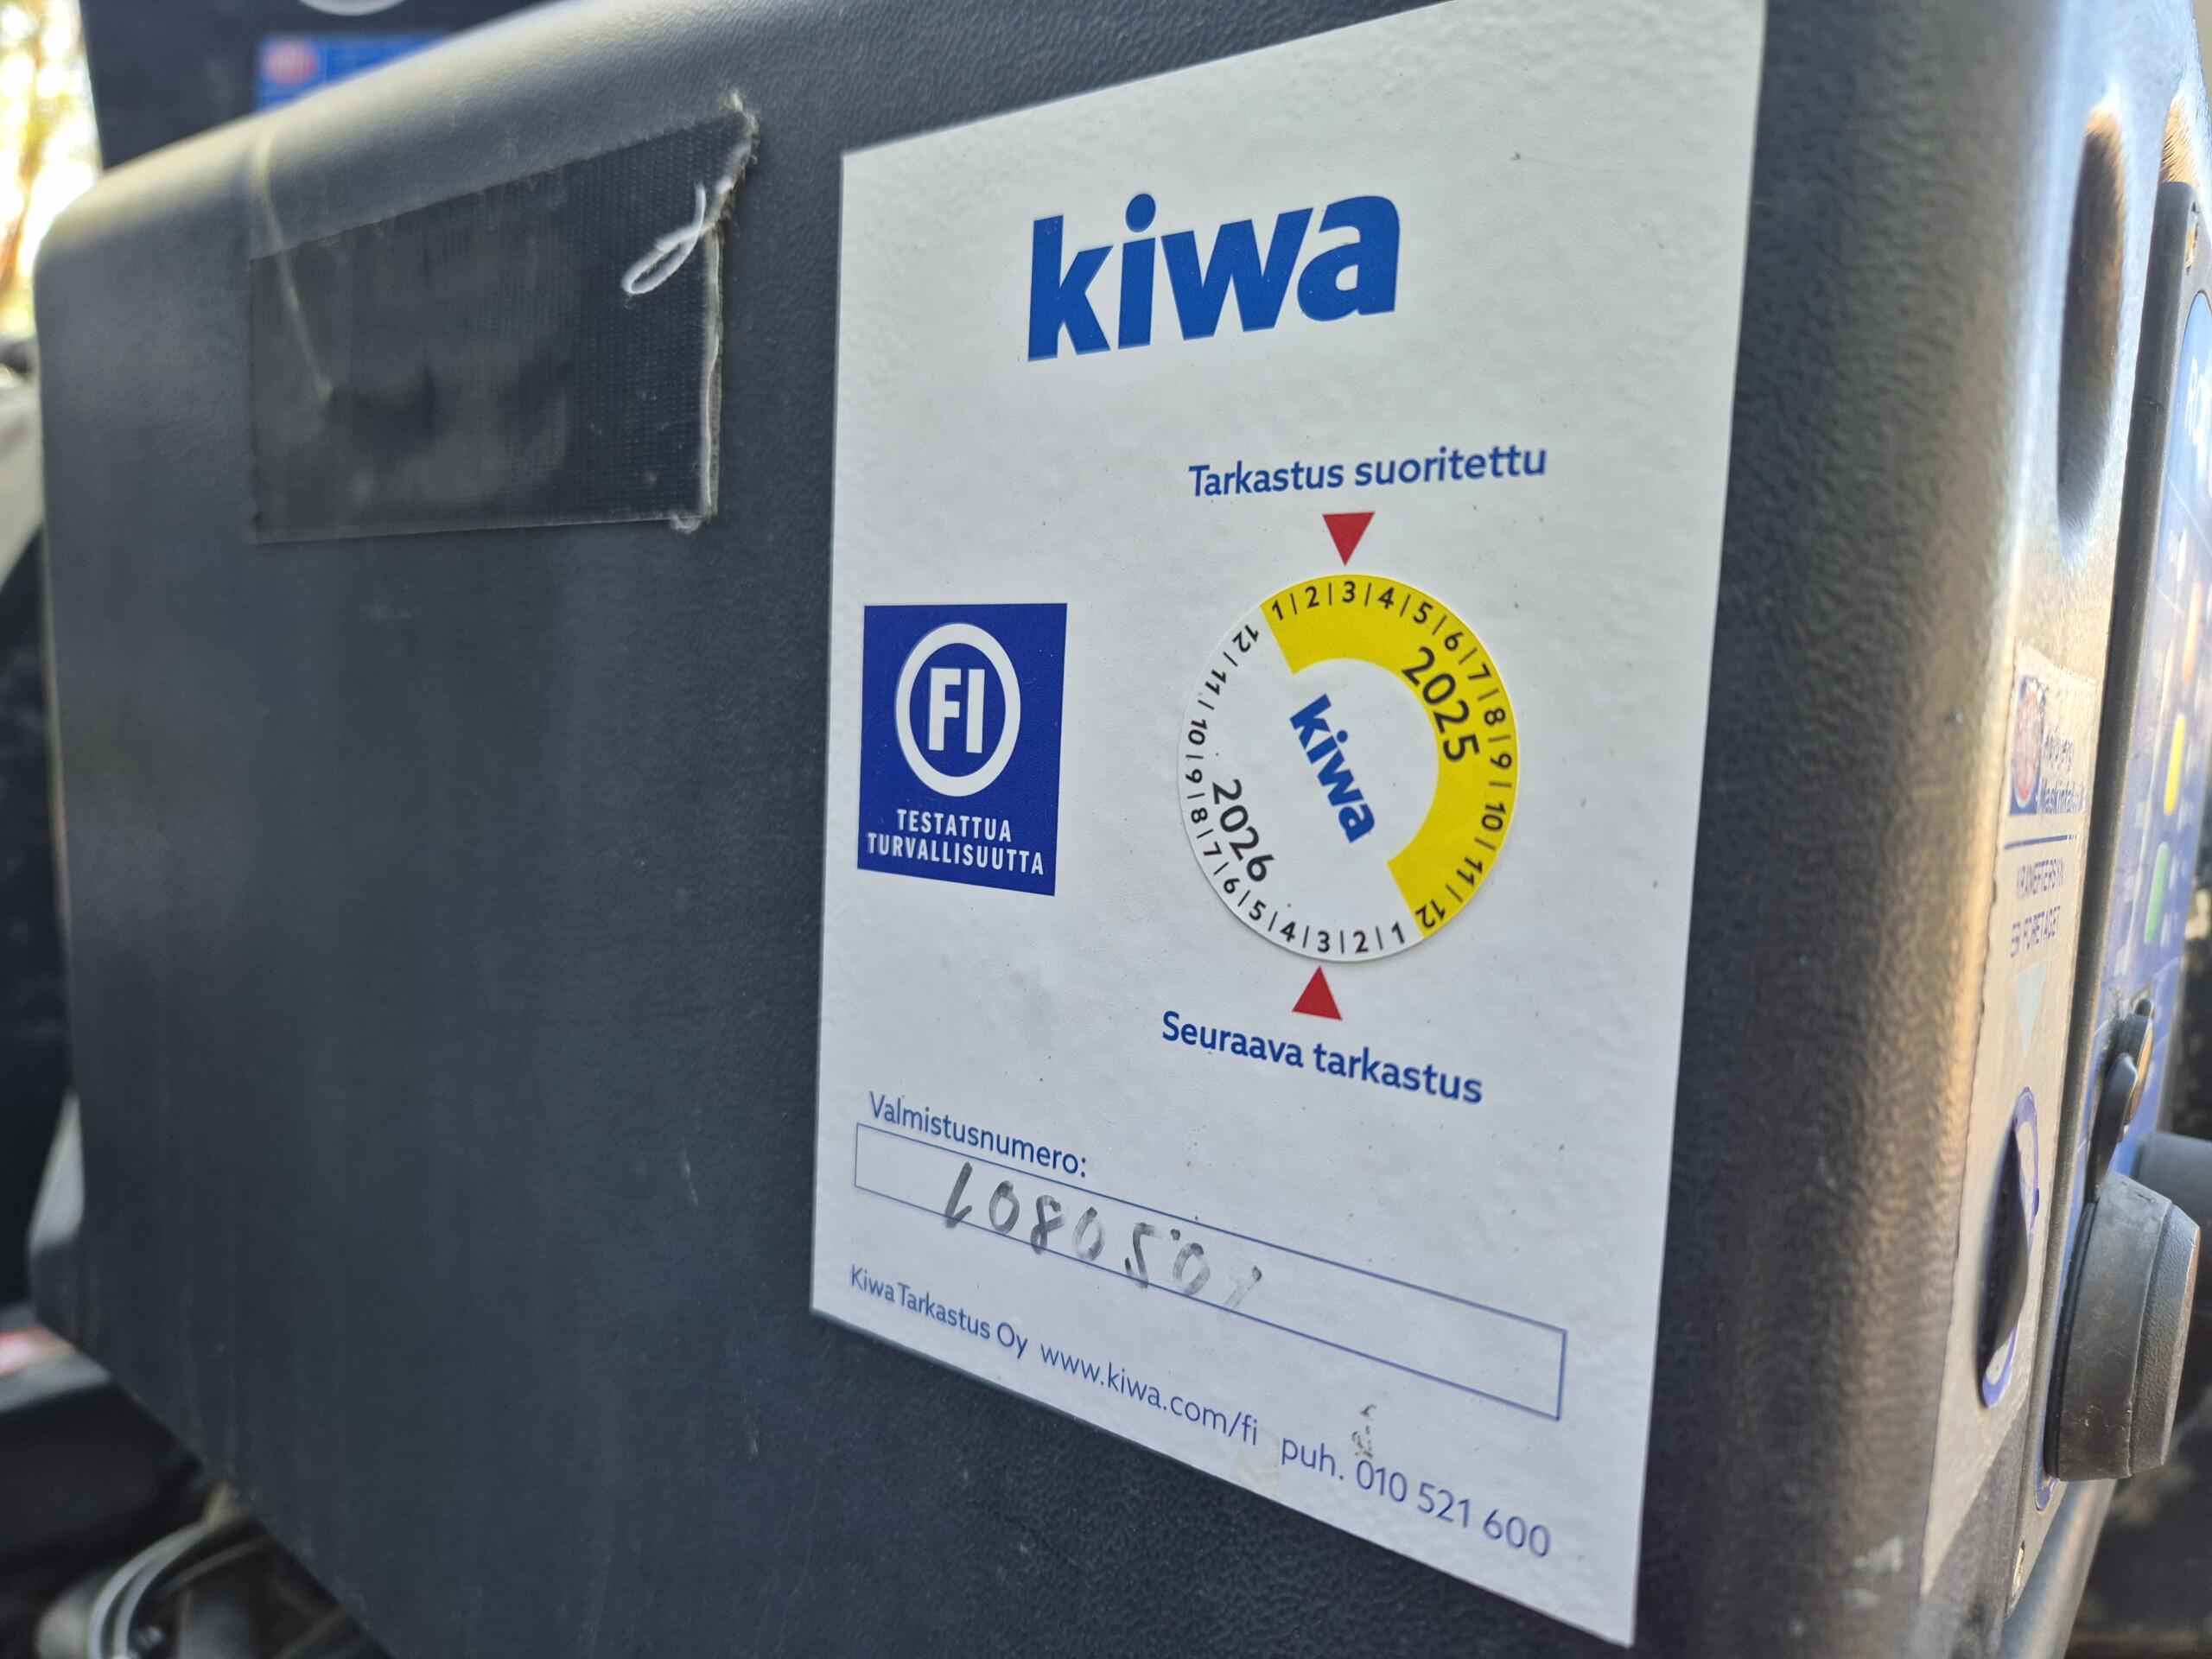 kiwa
Tarkastus suoritettu
1 | 2 | 3 | 4 | 5 | 6 | 7 | 8 | 9 | 10 | 11 | 12
2025
kiwa
2026
1 | 2 | 3 | 4 | 5 | 6 | 7 | 8 | 9 | 10 | 11 | 12
FI
TESTATTUA
TURVALLISUUTTA
Seuraava tarkastus
Valmistusnumero:
Kiwa Tarkastus Oy www.kiwa.com/fi puh. 010 521 600